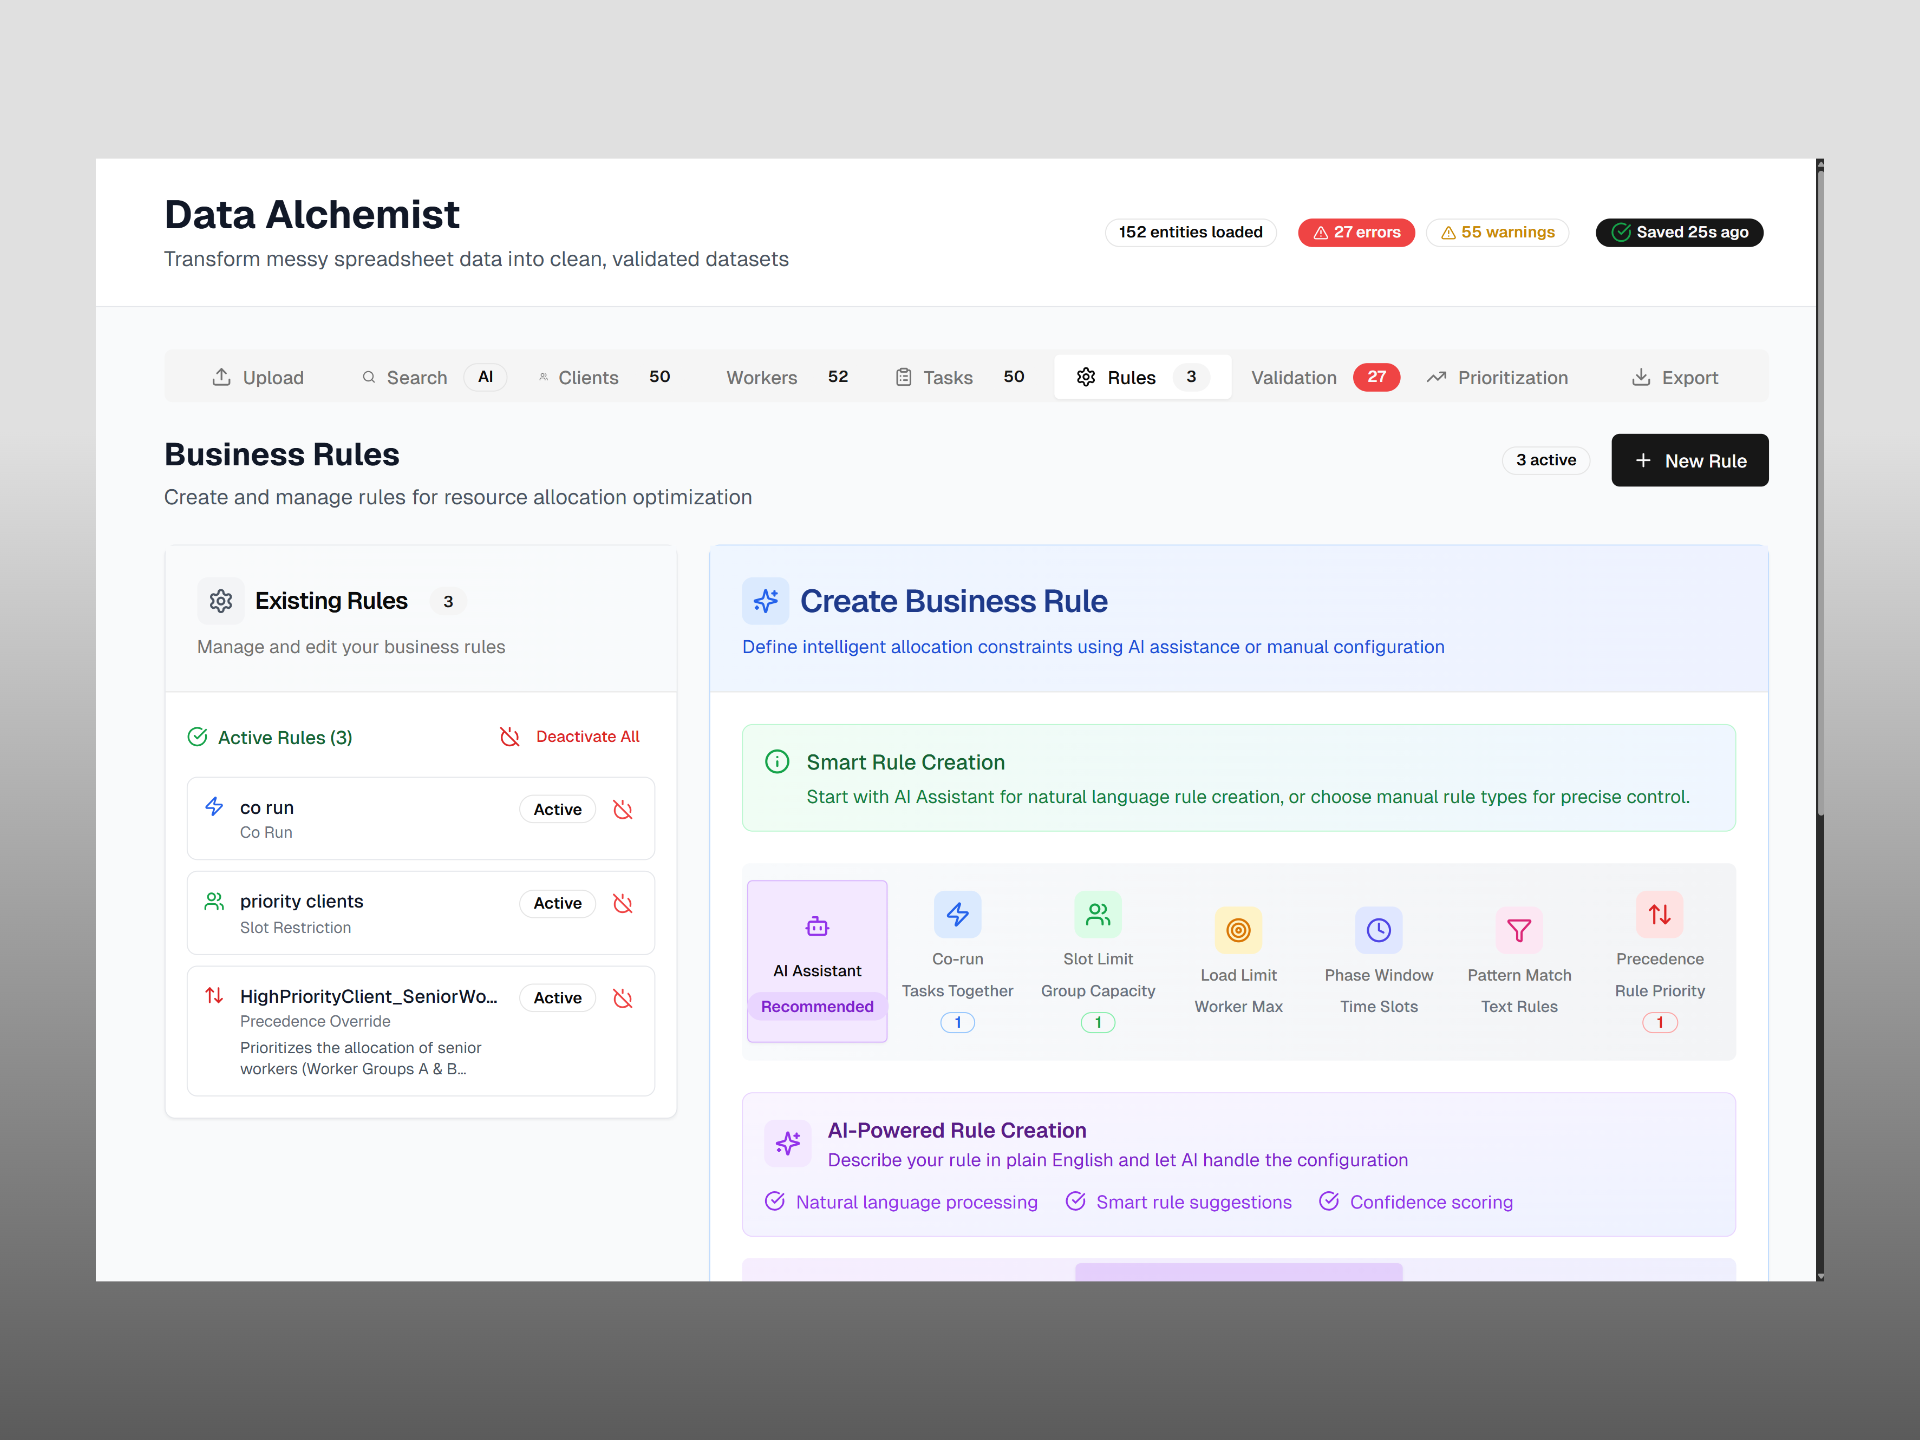 Data Alchemist
Transform messy spreadsheet data into clean, validated datasets
152 entities loaded
27 errors
55 warnings
Saved 25s ago
Upload
Search AI
Clients 50
Workers 52
Tasks 50
Rules 3
Validation 27
Prioritization
Export
Business Rules
Create and manage rules for resource allocation optimization
3 active
New Rule
Existing Rules 3
Manage and edit your business rules
Active Rules (3)
Deactivate All
co run
Co Run
Active
priority clients
Slot Restriction
Active
HighPriorityClient_SeniorWo...
Precedence Override
Prioritizes the allocation of senior
workers (Worker Groups A & B...
Active
Create Business Rule
Define intelligent allocation constraints using AI assistance or manual configuration
Smart Rule Creation
Start with AI Assistant for natural language rule creation, or choose manual rule types for precise control.
AI Assistant
Recommended
Co-run
Tasks Together
1
Slot Limit
Group Capacity
1
Load Limit
Worker Max
Phase Window
Time Slots
Pattern Match
Text Rules
Precedence
Rule Priority
1
AI-Powered Rule Creation
Describe your rule in plain English and let AI handle the configuration
Natural language processing
Smart rule suggestions
Confidence scoring